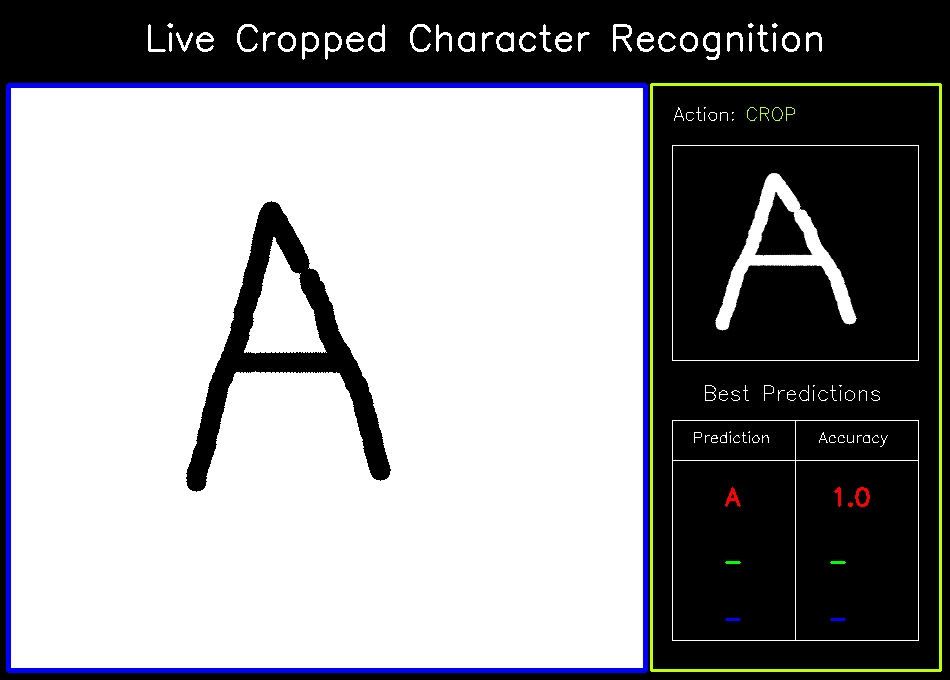 Live Cropped Character Recognition
A
Action: CROP
A
Best Predictions
Prediction Accuracy
A 1.0
- -
- -